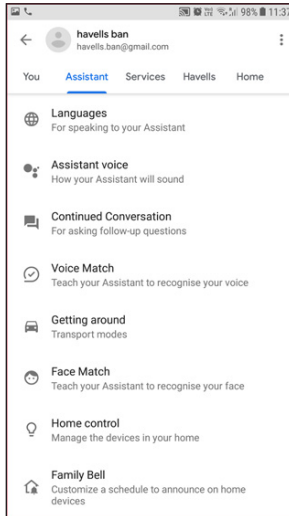 98% 11:37
havells ban
havells.ban@gmail.com
You Assistant Services Havells Home
Languages
For speaking to your Assistant
Assistant voice
How your Assistant will sound
Continued Conversation
For asking follow-up questions
Voice Match
Teach your Assistant to recognise your voice
Getting around
Transport modes
Face Match
Teach your Assistant to recognise your face
Home control
Manage the devices in your home
Family Bell
Customize a schedule to announce on home
devices